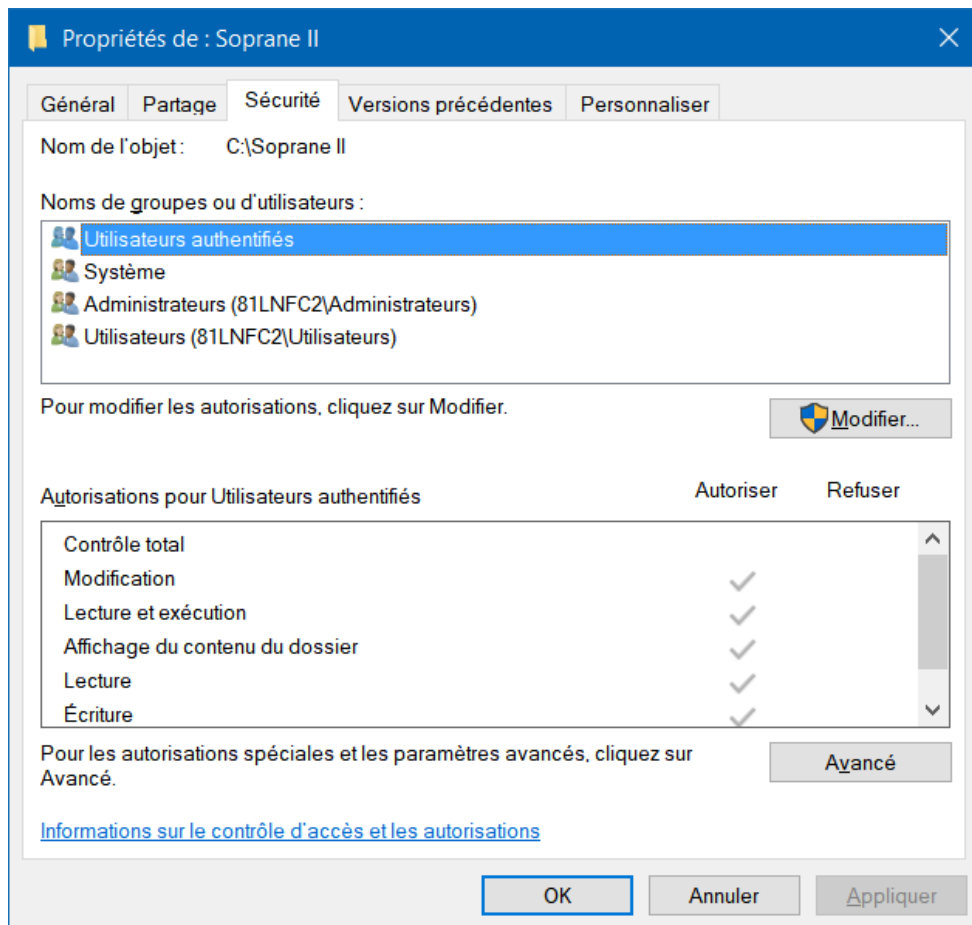 Propriétés de : Soprane II
Général Partage Sécurité Versions précédentes Personnaliser
Nom de l'objet : C:\Soprane II
Noms de groupes ou d'utilisateurs :
Utilisateurs authentifiés
Système
Administrateurs (81LNFC2\Administrateurs)
Utilisateurs (81LNFC2\Utilisateurs)
Pour modifier les autorisations, cliquez sur Modifier.
Modifier...
Autorisations pour Utilisateurs authentifiés Autoriser Refuser
Contrôle total
Modification
Lecture et exécution
Affichage du contenu du dossier
Lecture
Écriture
Pour les autorisations spéciales et les paramètres avancés, cliquez sur
Avancé.
Avancé
Informations sur le contrôle d'accès et les autorisations
OK Annuler Appliquer